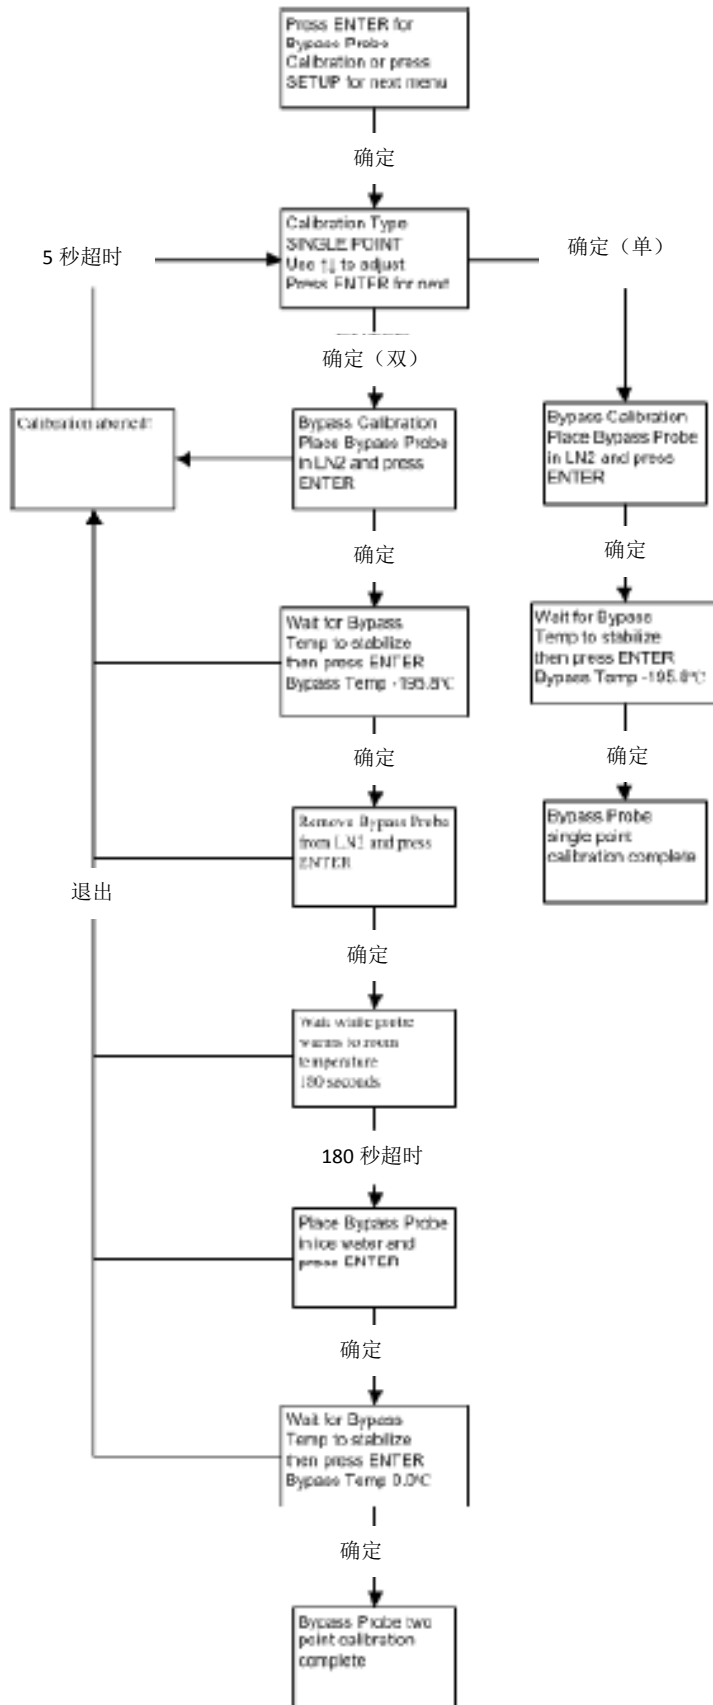 Press ENTER for
Bypass Probe
Calibration or press
SETUP for next menu
确定
Calibration Type
SINGLE POINT
Use ↑↓ to adjust
Press ENTER for next
5 秒超时
确定（单）
确定（双）
Calibration aborted!
Bypass Calibration
Place Bypass Probe
in LN2 and press
ENTER
Bypass Calibration
Place Bypass Probe
in LN2 and press
ENTER
确定
确定
Wait for Bypass
Temp to stabilize
then press ENTER
Bypass Temp -195.8°C
Wait for Bypass
Temp to stabilize
then press ENTER
Bypass Temp -195.8°C
确定
确定
Remove Bypass Probe
from LN2 and press
ENTER
Bypass Probe
single point
calibration complete
退出
确定
Wait while probe
warms to room
temperature
180 seconds
180 秒超时
Place Bypass Probe
in ice water and
press ENTER
确定
Wait for Bypass
Temp to stabilize
then press ENTER
Bypass Temp 0.0°C
确定
Bypass Probe two
point calibration
complete